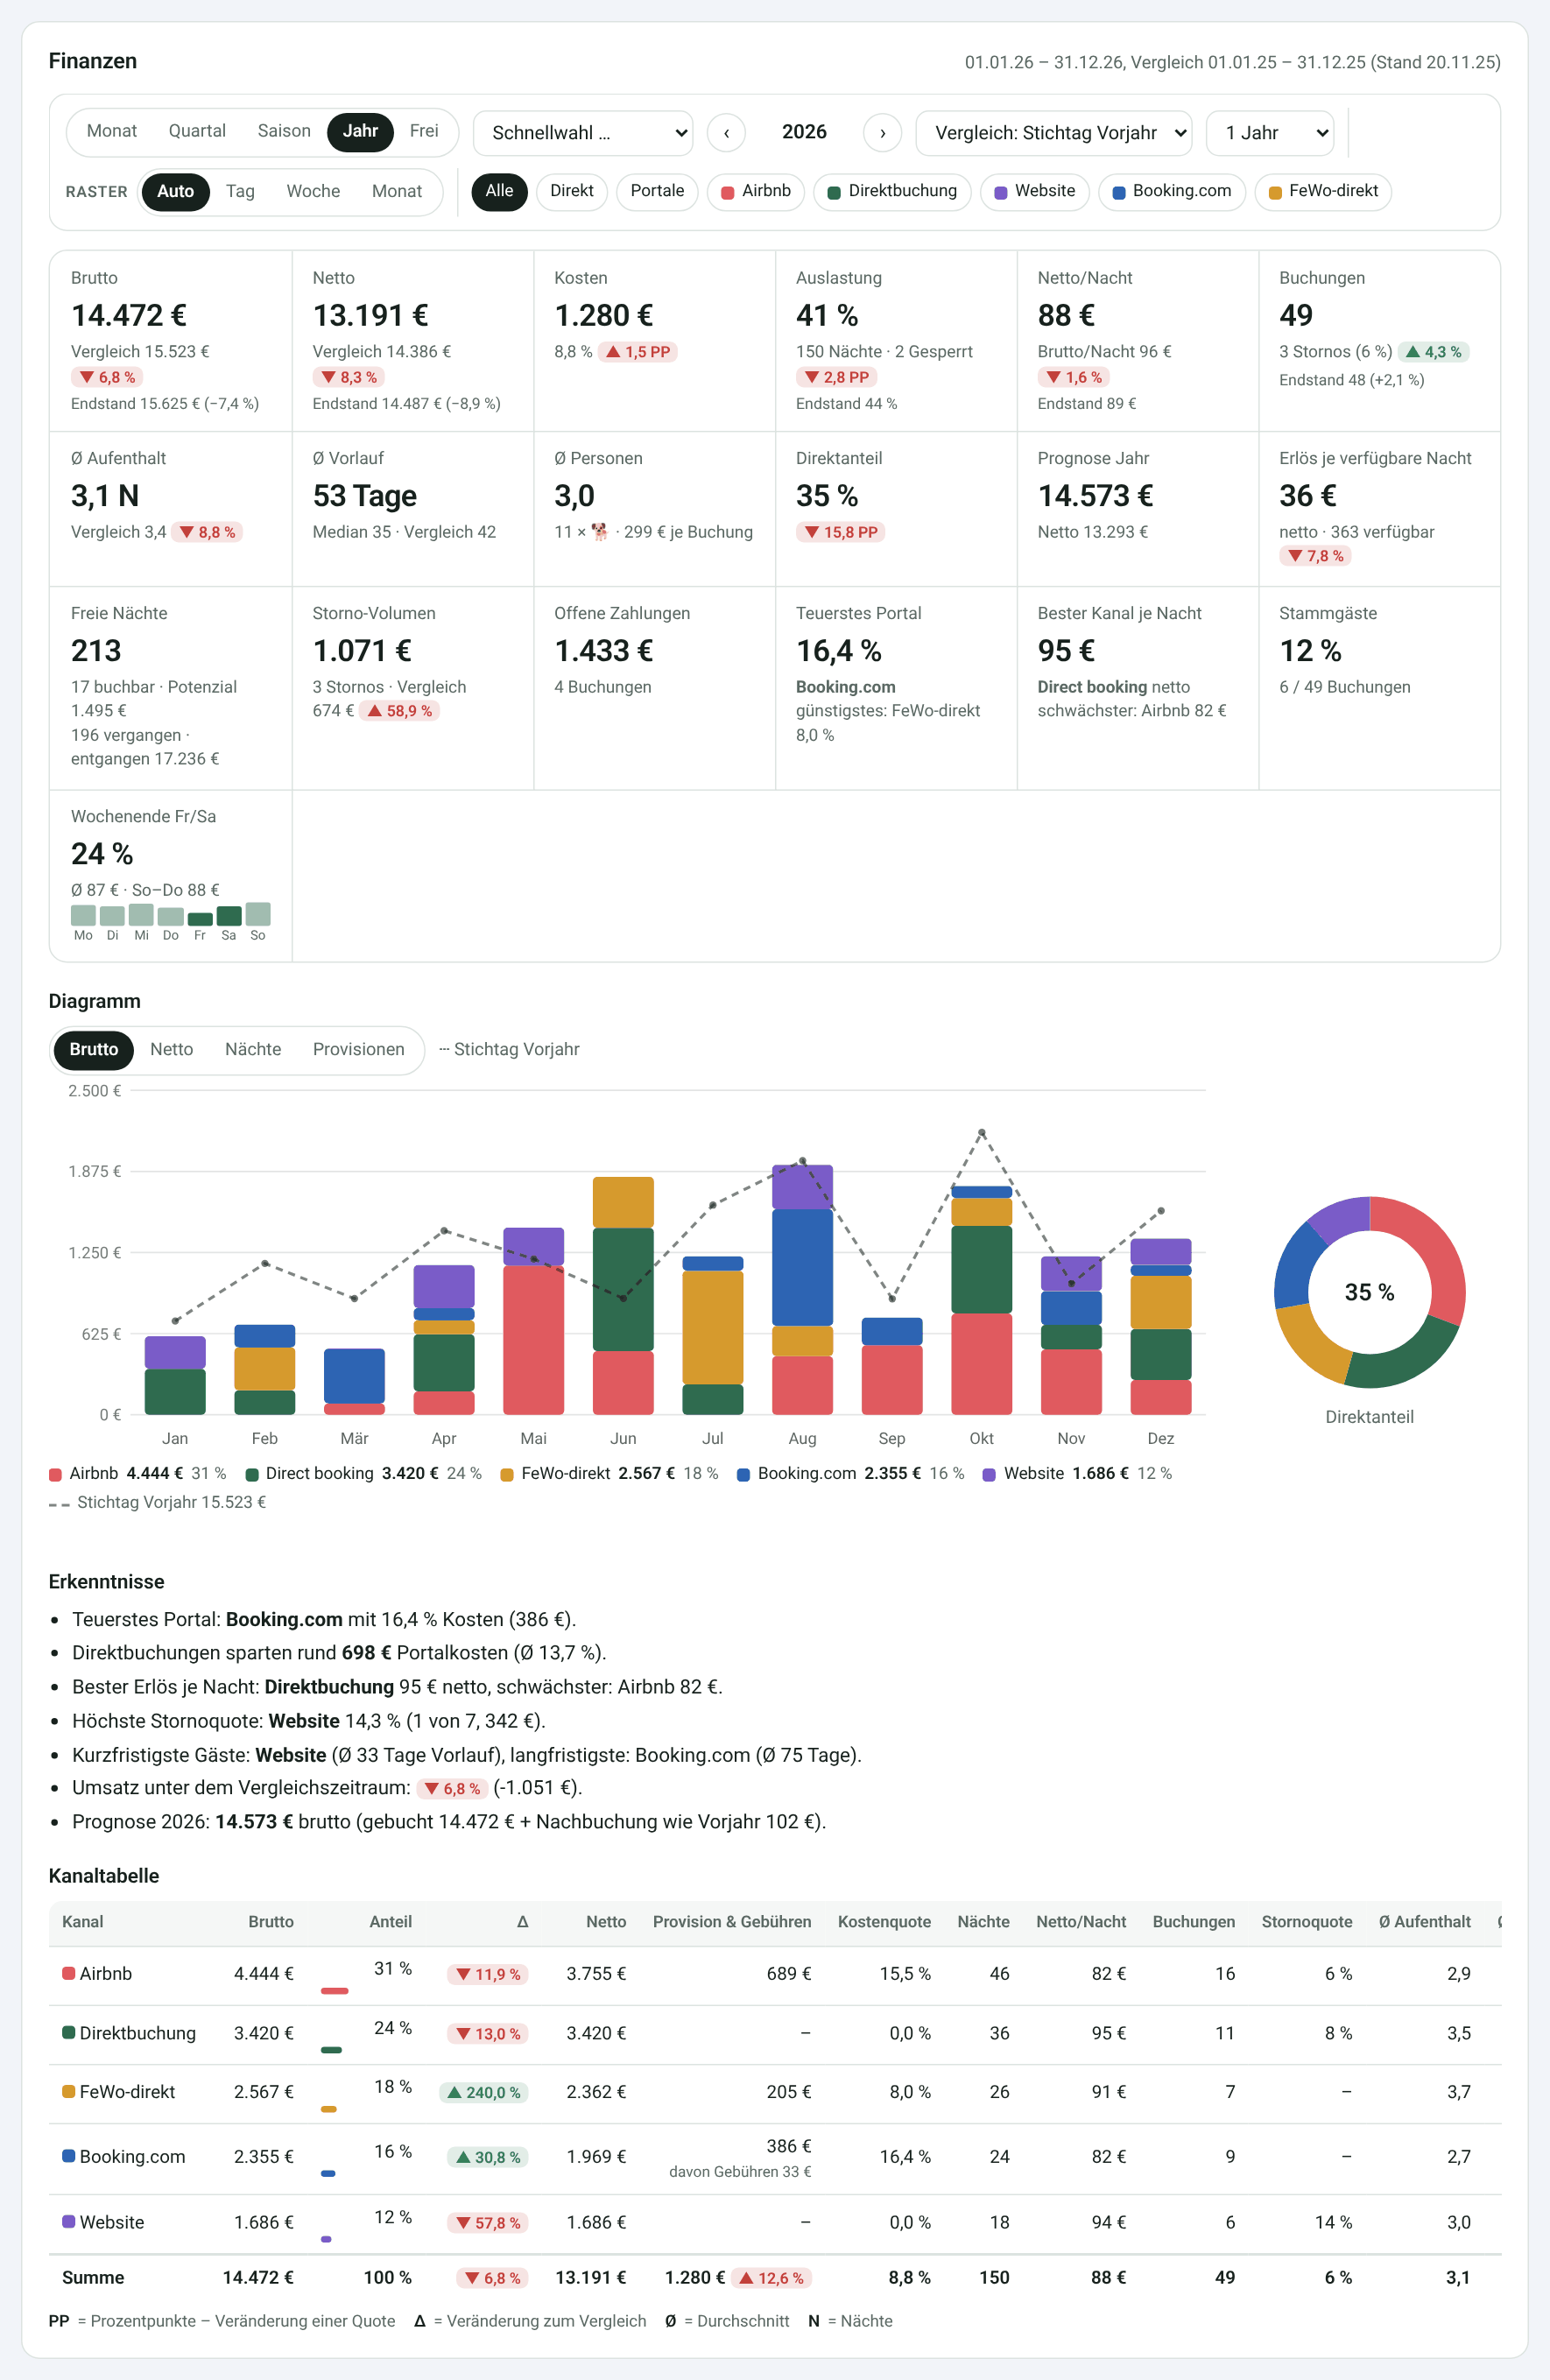 Finanzen
01.01.26 – 31.12.26, Vergleich 01.01.25 – 31.12.25 (Stand 20.11.25)
Monat Quartal Saison Jahr Frei Schnellwahl ... ‹ 2026 › Vergleich: Stichtag Vorjahr 1 Jahr
RASTER Auto Tag Woche Monat Alle Direkt Portale Airbnb Direktbuchung Website Booking.com FeWo-direkt
Brutto
14.472 €
Vergleich 15.523 €
▼ 6,8 %
Endstand 15.625 € (−7,4 %)
Netto
13.191 €
Vergleich 14.386 €
▼ 8,3 %
Endstand 14.487 € (−8,9 %)
Kosten
1.280 €
8,8 % ▲ 1,5 PP
Auslastung
41 %
150 Nächte · 2 Gesperrt
▼ 2,8 PP
Endstand 44 %
Netto/Nacht
88 €
Brutto/Nacht 96 €
▼ 1,6 %
Endstand 89 €
Buchungen
49
3 Stornos (6 %) ▲ 4,3 %
Endstand 48 (+2,1 %)
Ø Aufenthalt
3,1 N
Vergleich 3,4 ▼ 8,8 %
Ø Vorlauf
53 Tage
Median 35 · Vergleich 42
Ø Personen
3,0
11 × 🐕 · 299 € je Buchung
Direktanteil
35 %
▼ 15,8 PP
Prognose Jahr
14.573 €
Netto 13.293 €
Erlös je verfügbare Nacht
36 €
netto · 363 verfügbar
▼ 7,8 %
Freie Nächte
213
17 buchbar · Potenzial
1.495 €
196 vergangen ·
entgangen 17.236 €
Storno-Volumen
1.071 €
3 Stornos · Vergleich
674 € ▲ 58,9 %
Offene Zahlungen
1.433 €
4 Buchungen
Teuerstes Portal
16,4 %
Booking.com
günstigstes: FeWo-direkt
8,0 %
Bester Kanal je Nacht
95 €
Direct booking netto
schwächster: Airbnb 82 €
Stammgäste
12 %
6 / 49 Buchungen
Wochenende Fr/Sa
24 %
Ø 87 € · So–Do 88 €
Mo Di Mi Do Fr Sa So
Diagramm
Brutto Netto Nächte Provisionen ┄ Stichtag Vorjahr
2.500 €
1.875 €
1.250 €
625 €
0 €
Jan Feb Mär Apr Mai Jun Jul Aug Sep Okt Nov Dez
35 %
Direktanteil
Airbnb 4.444 € 31 % Direct booking 3.420 € 24 % FeWo-direkt 2.567 € 18 % Booking.com 2.355 € 16 % Website 1.686 € 12 %
Stichtag Vorjahr 15.523 €
Erkenntnisse
• Teuerstes Portal: Booking.com mit 16,4 % Kosten (386 €).
• Direktbuchungen sparten rund 698 € Portalkosten (Ø 13,7 %).
• Bester Erlös je Nacht: Direktbuchung 95 € netto, schwächster: Airbnb 82 €.
• Höchste Stornoquote: Website 14,3 % (1 von 7, 342 €).
• Kurzfristigste Gäste: Website (Ø 33 Tage Vorlauf), langfristigste: Booking.com (Ø 75 Tage).
• Umsatz unter dem Vergleichszeitraum: ▼ 6,8 % (-1.051 €).
• Prognose 2026: 14.573 € brutto (gebucht 14.472 € + Nachbuchung wie Vorjahr 102 €).
Kanaltabelle
Kanal Brutto Anteil Δ Netto Provision & Gebühren Kostenquote Nächte Netto/Nacht Buchungen Stornoquote Ø Aufenthalt
Airbnb 4.444 € 31 % ▼ 11,9 % 3.755 € 689 € 15,5 % 46 82 € 16 6 % 2,9
Direktbuchung 3.420 € 24 % ▼ 13,0 % 3.420 € – 0,0 % 36 95 € 11 8 % 3,5
FeWo-direkt 2.567 € 18 % ▲ 240,0 % 2.362 € 205 € 8,0 % 26 91 € 7 – 3,7
Booking.com 2.355 € 16 % ▲ 30,8 % 1.969 € 386 € 16,4 % 24 82 € 9 – 2,7
davon Gebühren 33 €
Website 1.686 € 12 % ▼ 57,8 % 1.686 € – 0,0 % 18 94 € 6 14 % 3,0
Summe 14.472 € 100 % ▼ 6,8 % 13.191 € 1.280 € ▲ 12,6 % 8,8 % 150 88 € 49 6 % 3,1
PP = Prozentpunkte – Veränderung einer Quote Δ = Veränderung zum Vergleich Ø = Durchschnitt N = Nächte